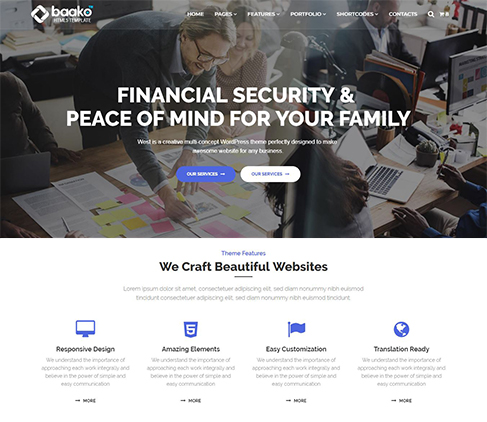 baako
HTML5 TEMPLATE
HOME PAGES FEATURES PORTFOLIO SHORTCODES CONTACTS
FINANCIAL SECURITY &
PEACE OF MIND FOR YOUR FAMILY
West is a creative multi-concept WordPress theme perfectly designed to make
awesome website for any business.
OUR SERVICES → OUR SERVICES →
Theme Features
We Craft Beautiful Websites
Lorem ipsum dolor sit amet, consectetuer adipiscing elit, sed diam nonummy nibh euismod
tincidunt consectetuer adipiscing elit, sed diam nonummy nibh euismod tincidunt.
Responsive Design Amazing Elements Easy Customization Translation Ready
We understand the importance of We understand the importance of We understand the importance of We understand the importance of
approaching each work integrally and approaching each work integrally and approaching each work integrally and approaching each work integrally and
believe in the power of simple and believe in the power of simple and believe in the power of simple and believe in the power of simple and
easy communication. easy communication. easy communication. easy communication.
→ MORE → MORE → MORE → MORE